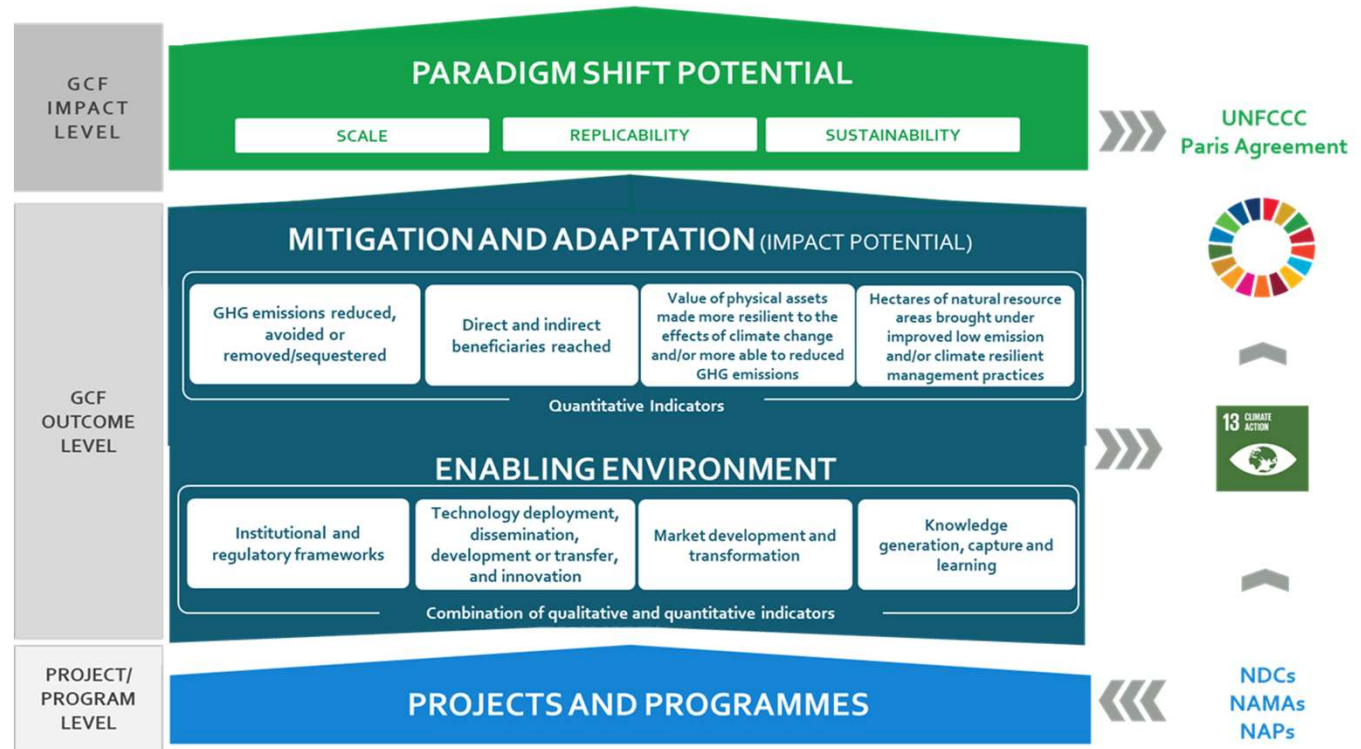 GCF
IMPACT
LEVEL
PARADIGM SHIFT POTENTIAL
SCALE
REPLICABILITY
SUSTAINABILITY
UNFCCC
Paris Agreement
GCF
OUTCOME
LEVEL
MITIGATION AND ADAPTATION (IMPACT POTENTIAL)
GHG emissions reduced,
avoided or
removed/sequestered
Direct and indirect
beneficiaries reached
Value of physical assets
made more resilient to the
effects of climate change
and/or more able to reduced
GHG emissions
Hectares of natural resource
areas brought under
improved low emission
and/or climate resilient
management practices
Quantitative Indicators
13 CLIMATE
ACTION
ENABLING ENVIRONMENT
Institutional and
regulatory frameworks
Technology deployment,
dissemination,
development or transfer,
and innovation
Market development and
transformation
Knowledge
generation, capture and
learning
Combination of qualitative and quantitative indicators
PROJECT/
PROGRAM
LEVEL
PROJECTS AND PROGRAMMES
NDCs
NAMAs
NAPs